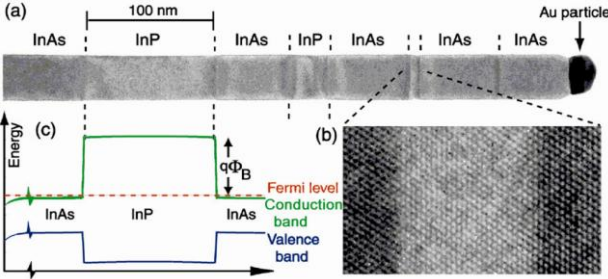 (a)
100 nm
Au particle
InAs InP InAs InP InAs InAs InAs
(c)
(b)
Energy
qΦB
Fermi level
InAs InP InAs
Conduction band
Valence band